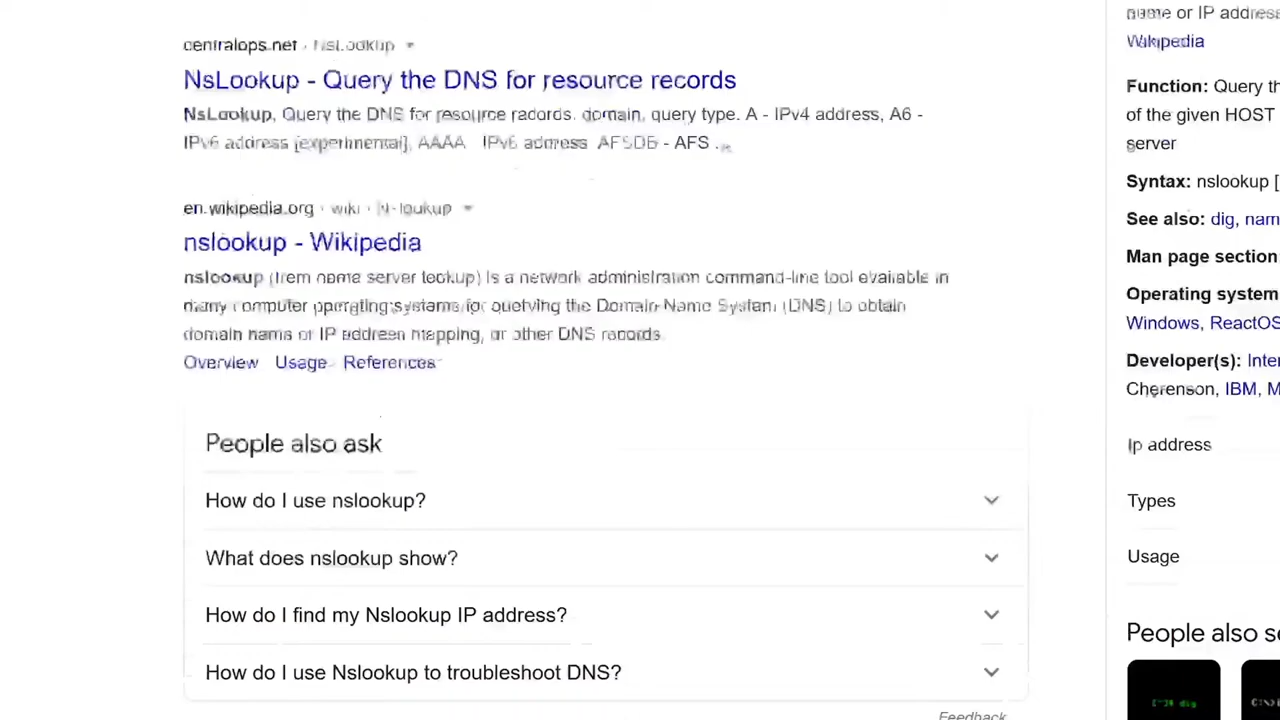 centralops.net › NsLookup
NsLookup - Query the DNS for resource records
NsLookup, Query the DNS for resource records. domain, query type. A - IPv4 address, A6 -
IPv6 address [experimental], AAAA IPv6 address AFSDB - AFS ...
en.wikipedia.org › wiki › Nslookup
nslookup - Wikipedia
nslookup (from name server lookup) is a network administration command-line tool available in
many computer operating systems for querying the Domain Name System (DNS) to obtain
domain name or IP address mapping, or other DNS records.
Overview Usage References
People also ask
How do I use nslookup?
What does nslookup show?
How do I find my Nslookup IP address?
How do I use Nslookup to troubleshoot DNS?
Feedback
name or IP address
Wikipedia
Function: Query th
of the given HOST
server
Syntax: nslookup [
See also: dig, nam
Man page section:
Operating system
Windows, ReactOS
Developer(s): Inte
Cherenson, IBM, M
Ip address
Types
Usage
People also se
dig